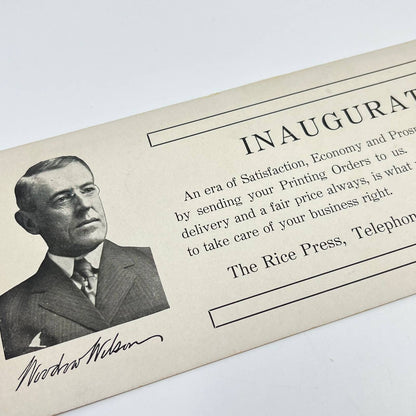 INAUGURAT
An era of Satisfaction, Economy and Pros
by sending your Printing Orders to us.
delivery and a fair price always, is what
to take care of your business right.
The Rice Press, Telephon
Woodrow Wilson